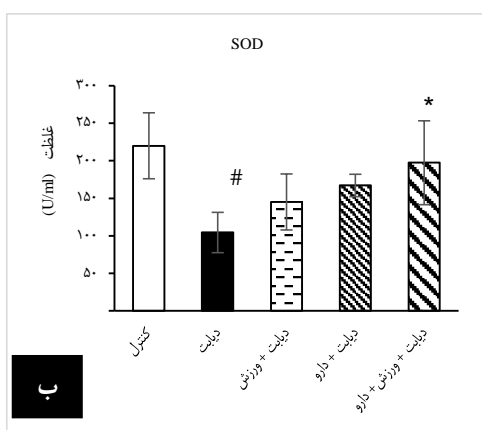 SOD
غلظت (U/ml)
۳۰۰
۲۵۰
۲۰۰
۱۵۰
۱۰۰
۵۰
#
*
کنترل
دیابت
دیابت + ورزش
دیابت + دارو
دیابت + ورزش + دارو
ب